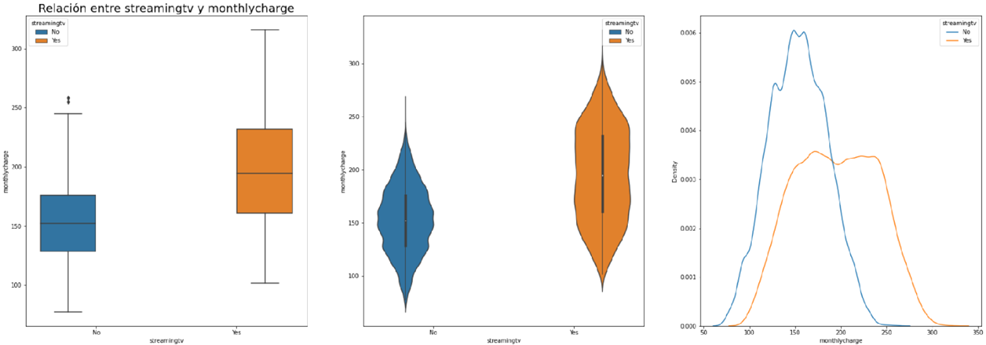 Relación entre streamingtv y monthlycharge
streamingtv
No
Yes
300
250
200
150
100
monthlycharge
No
Yes
streamingtv
streamingtv
No
Yes
300
250
200
150
100
monthlycharge
No
Yes
streamingtv
streamingtv
No
Yes
0.006
0.005
0.004
0.003
0.002
0.001
0.000
Density
50
100
150
200
250
300
350
monthlycharge